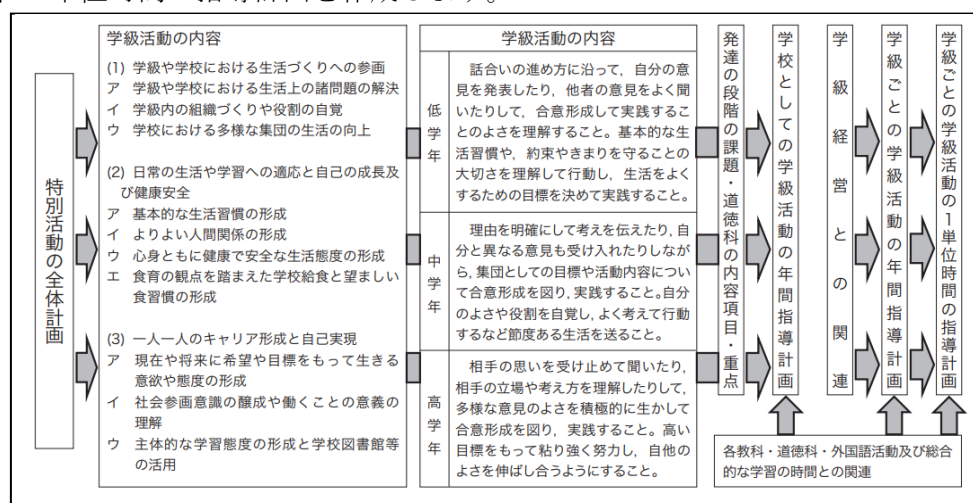 特別活動の全体計画
学級活動の内容
(1) 学級や学校における生活づくりへの参画
ア 学級や学校における生活上の諸問題の解決
イ 学級内の組織づくりや役割の自覚
ウ 学校における多様な集団の生活の向上
(2) 日常の生活や学習への適応と自己の成長及
び健康安全
ア 基本的な生活習慣の形成
イ よりよい人間関係の形成
ウ 心身ともに健康で安全な生活態度の形成
エ 食育の観点を踏まえた学校給食と望ましい
食習慣の形成
(3) 一人一人のキャリア形成と自己実現
ア 現在や将来に希望や目標をもって生きる
意欲や態度の形成
イ 社会参画意識の醸成や働くことの意義の
理解
ウ 主体的な学習態度の形成と学校図書館等
の活用
学級活動の内容
低学年
話合いの進め方に沿って，自分の意
見を発表したり，他者の意見をよく聞
いたりして，合意形成して実践するこ
とのよさを理解すること。基本的な生
活習慣や，約束やきまりを守ることの
大切さを理解して行動し，生活をよく
するための目標を決めて実践すること。
中学年
理由を明確にして考えを伝えたり，自
分と異なる意見も受け入れたりしなが
ら，集団としての目標や活動内容について
合意形成を図り，実践すること。自分
のよさや役割を自覚し，よく考えて行動
するなど節度ある生活を送ること。
高学年
相手の思いを受け止めて聞いたり，
相手の立場や考え方を理解したりして，
多様な意見のよさを積極的に生かして
合意形成を図り，実践すること。高い
目標をもって粘り強く努力し，自他の
よさを伸ばし合うようにすること。
発達の段階の課題・道徳科の内容項目・重点
学校としての学級活動の年間指導計画
学級経営との関連
学級ごとの学級活動の年間指導計画
学級ごとの学級活動の1単位時間の指導計画
各教科・道徳科・外国語活動及び総合
的な学習の時間との関連